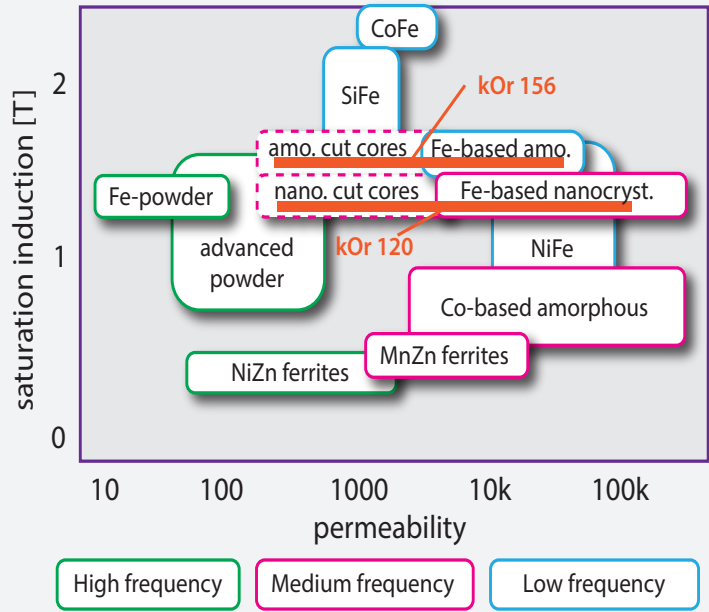 CoFe
2
SiFe
kOr 156
amo. cut cores
Fe-based amo.
Fe-powder
nano. cut cores
Fe-based nanocryst.
kOr 120
advanced
powder
NiFe
1
Co-based amorphous
MnZn ferrites
NiZn ferrites
0
saturation induction [T]
10
100
1000
10k
100k
permeability
High frequency
Medium frequency
Low frequency